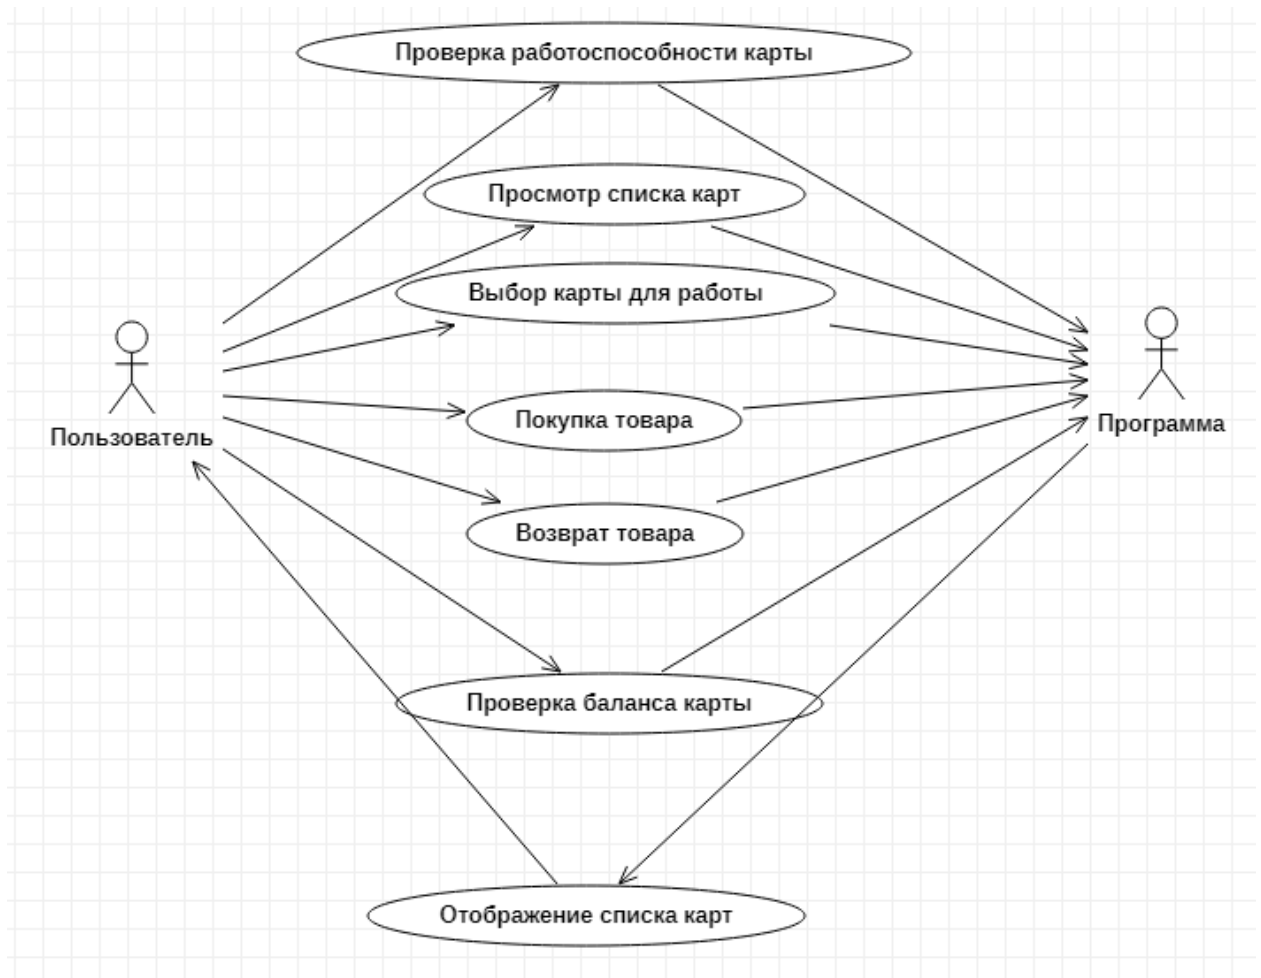 Проверка работоспособности карты
Просмотр списка карт
Выбор карты для работы
Покупка товара
Программа
Пользователь
Возврат товара
Проверка баланса карты
Отображение списка карт